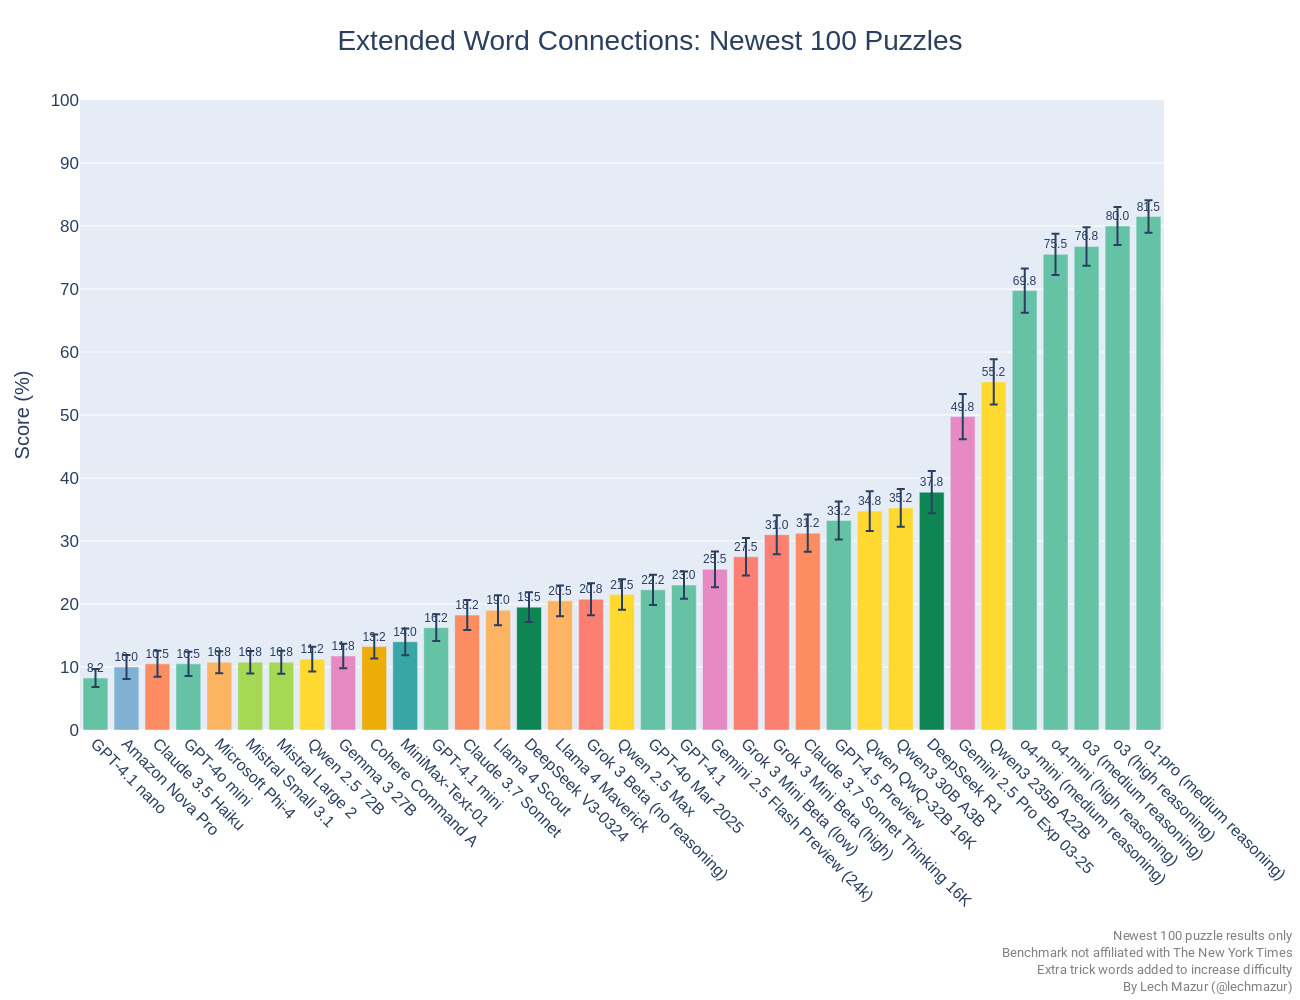 Extended Word Connections: Newest 100 Puzzles
Score (%)
100
90
80
70
60
50
40
30
20
10
0
8.2
10.0
10.5
10.5
10.8
10.8
10.8
11.2
11.8
13.2
14.0
16.2
18.2
19.0
19.5
20.5
20.8
21.5
22.2
23.0
25.5
27.5
31.0
31.2
33.2
34.8
35.2
37.8
49.8
55.2
69.8
75.5
76.8
80.0
81.5
GPT-4.1 nano
Amazon Nova Pro
Claude 3.5 Haiku
GPT-4o mini
Microsoft Phi-4
Mistral Small 3.1
Mistral Large 2
Qwen 2.5 72B
Gemma 3 27B
Cohere Command A
MiniMax-Text-01
GPT-4.1 mini
Claude 3.7 Sonnet
Llama 4 Scout
DeepSeek V3-0324
Llama 4 Maverick
Grok 3 Beta (no reasoning)
Qwen 2.5 Max
GPT-4o Mar 2025
GPT-4.1
Gemini 2.5 Flash Preview (24k)
Grok 3 Mini Beta (low)
Grok 3 Mini Beta (high)
Claude 3.7 Sonnet Thinking 16K
GPT-4.5 Preview
Qwen QwQ-32B 16K
Qwen3 30B A3B
DeepSeek R1
Gemini 2.5 Pro Exp 03-25
Qwen3 235B A22B
o4-mini (medium reasoning)
o4-mini (high reasoning)
o3 (medium reasoning)
o3 (high reasoning)
o1-pro (medium reasoning)
Newest 100 puzzle results only
Benchmark not affiliated with The New York Times
Extra trick words added to increase difficulty
By Lech Mazur (@lechmazur)